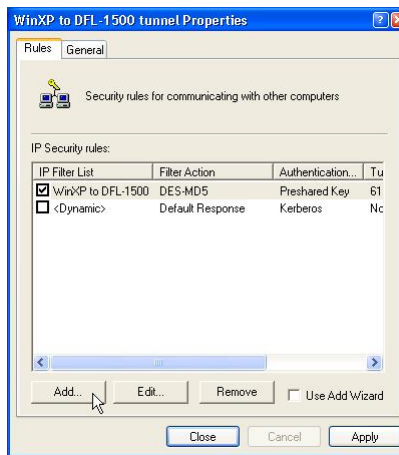 WinXP to DFL-1500 tunnel Properties
Rules General
Security rules for communicating with other computers
IP Security rules:
IP Filter List Filter Action Authentication... Tu
WinXP to DFL-1500 DES-MD5 Preshared Key 61
<Dynamic> Default Response Kerberos Nc
Add... Edit... Remove Use Add Wizard
Close Cancel Apply